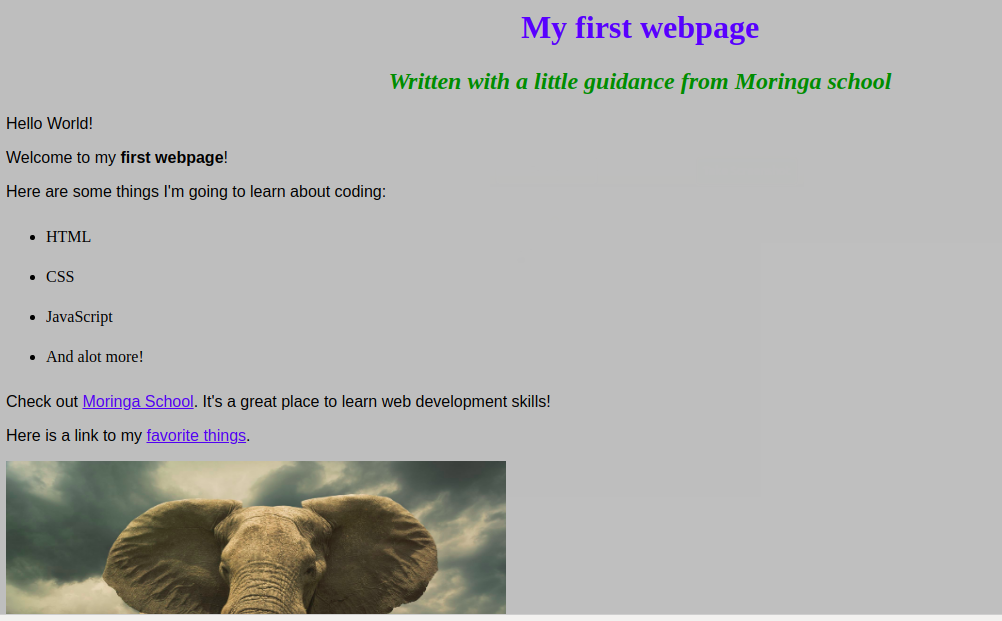 My first webpage
Written with a little guidance from Moringa school
Hello World!
Welcome to my first webpage!
Here are some things I'm going to learn about coding:
HTML
CSS
JavaScript
And alot more!
Check out Moringa School. It's a great place to learn web development skills!
Here is a link to my favorite things.